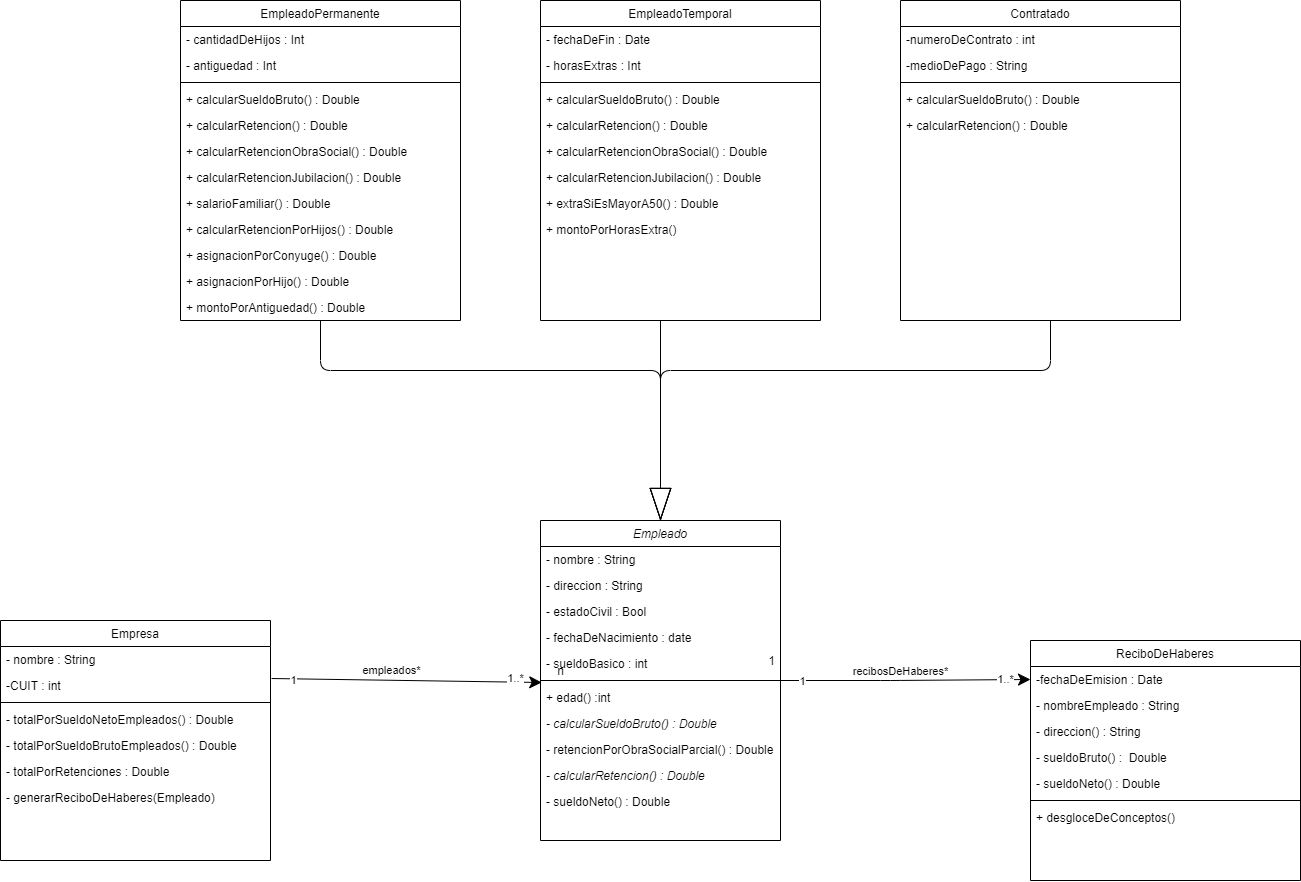 EmpleadoPermanente
- cantidadDeHijos : Int
- antiguedad : Int
+ calcularSueldoBruto() : Double
+ calcularRetencion() : Double
+ calcularRetencionObraSocial() : Double
+ calcularRetencionJubilacion() : Double
+ salarioFamiliar() : Double
+ calcularRetencionPorHijos() : Double
+ asignacionPorConyuge() : Double
+ asignacionPorHijo() : Double
+ montoPorAntiguedad() : Double
EmpleadoTemporal
- fechaDeFin : Date
- horasExtras : Int
+ calcularSueldoBruto() : Double
+ calcularRetencion() : Double
+ calcularRetencionObraSocial() : Double
+ calcularRetencionJubilacion() : Double
+ extraSiEsMayorA50() : Double
+ montoPorHorasExtra()
Contratado
-numeroDeContrato : int
-medioDePago : String
+ calcularSueldoBruto() : Double
+ calcularRetencion() : Double
Empresa
- nombre : String
-CUIT : int
- totalPorSueldoNetoEmpleados() : Double
- totalPorSueldoBrutoEmpleados() : Double
- totalPorRetenciones : Double
- generarReciboDeHaberes(Empleado)
1
empleados*
1..*
Empleado
- nombre : String
- direccion : String
- estadoCivil : Bool
- fechaDeNacimiento : date
- sueldoBasico : int
1
n
+ edad() :int
- calcularSueldoBruto() : Double
- retencionPorObraSocialParcial() : Double
- calcularRetencion() : Double
- sueldoNeto() : Double
1
recibosDeHaberes*
1..*
ReciboDeHaberes
-fechaDeEmision : Date
- nombreEmpleado : String
- direccion() : String
- sueldoBruto() :  Double
- sueldoNeto() : Double
+ desgloceDeConceptos()